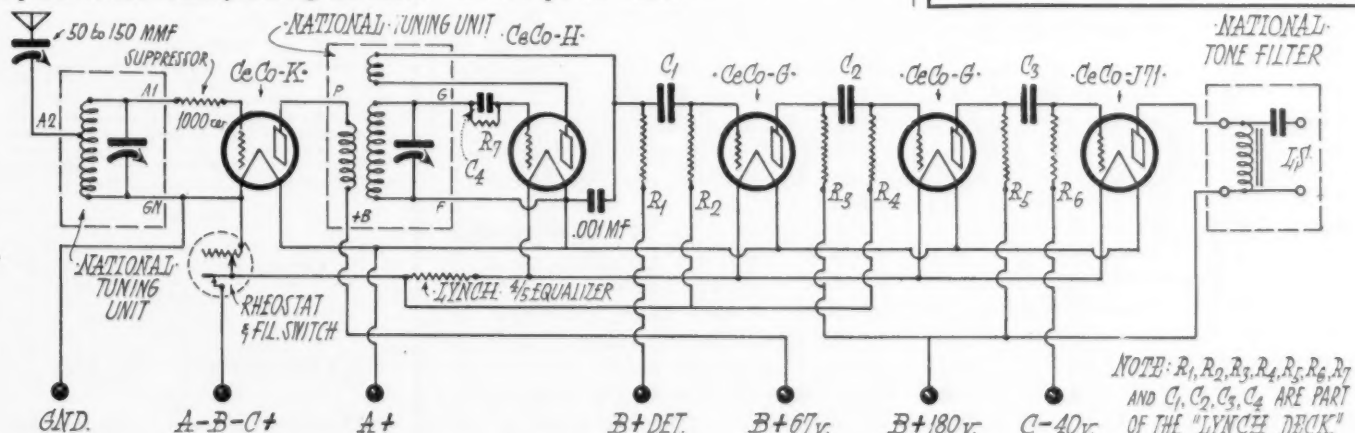 50 to 150 MMF
SUPPRESSOR
CeCo-K
A1
A2
1000 
GN
NATIONAL TUNING UNIT
RHEOSTAT & FIL. SWITCH
NATIONAL TUNING UNIT
CeCo-H
P
G
C4
R7
+B
F
.001 MF
LYNCH 4/5 EQUALIZER
C1
CeCo-G
C2
CeCo-G
C3
CeCo-J71
R1
R2
R3
R4
R5
R6
NATIONAL TONE FILTER
L.S.
GND.
A-B-C+
A+
B+DET.
B+67v.
B+180v.
C-40v.
NOTE: R1, R2, R3, R4, R5, R6, R7
AND C1, C2, C3, C4 ARE PART
OF THE "LYNCH DECK"